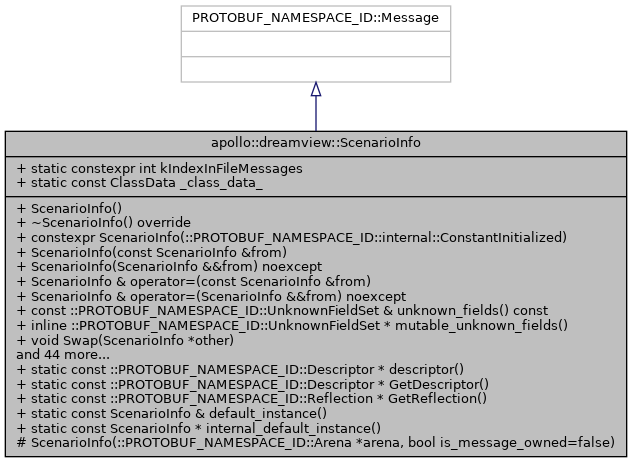 PROTOBUF_NAMESPACE_ID::Message
apollo::dreamview::ScenarioInfo
+ static constexpr int kIndexInFileMessages
+ static const ClassData _class_data_
+ ScenarioInfo()
+ ~ScenarioInfo() override
+ constexpr ScenarioInfo(::PROTOBUF_NAMESPACE_ID::internal::ConstantInitialized)
+ ScenarioInfo(const ScenarioInfo &from)
+ ScenarioInfo(ScenarioInfo &&from) noexcept
+ ScenarioInfo & operator=(const ScenarioInfo &from)
+ ScenarioInfo & operator=(ScenarioInfo &&from) noexcept
+ const ::PROTOBUF_NAMESPACE_ID::UnknownFieldSet & unknown_fields() const
+ inline ::PROTOBUF_NAMESPACE_ID::UnknownFieldSet * mutable_unknown_fields()
+ void Swap(ScenarioInfo *other)
and 44 more...
+ static const ::PROTOBUF_NAMESPACE_ID::Descriptor * descriptor()
+ static const ::PROTOBUF_NAMESPACE_ID::Descriptor * GetDescriptor()
+ static const ::PROTOBUF_NAMESPACE_ID::Reflection * GetReflection()
+ static const ScenarioInfo & default_instance()
+ static const ScenarioInfo * internal_default_instance()
# ScenarioInfo(::PROTOBUF_NAMESPACE_ID::Arena *arena, bool is_message_owned=false)